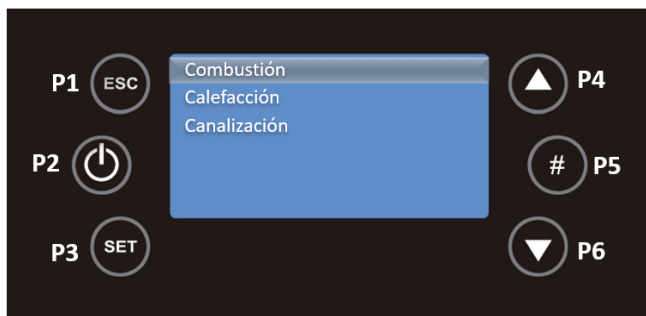 P1 ESC
Combustión
Calefacción
Canalización
P4
P2
# P5
P3 SET
P6